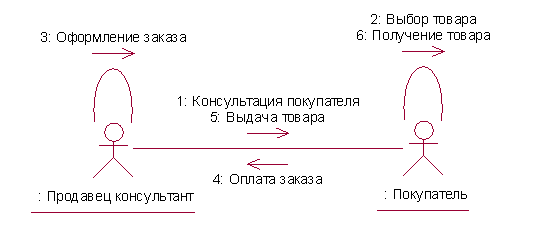 2: Выбор товара
3: Оформление заказа
6: Получение товара
1: Консультация покупателя
5: Выдача товара
4: Оплата заказа
: Продавец консультант
: Покупатель